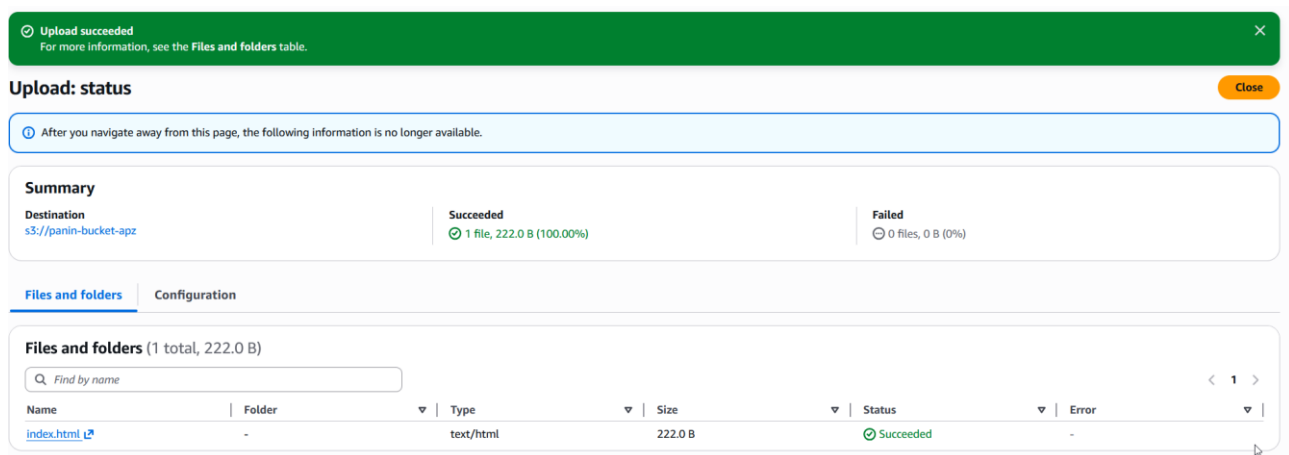 Upload succeeded
For more information, see the Files and folders table.
Upload: status
Close
After you navigate away from this page, the following information is no longer available.
Summary
Destination
s3://panin-bucket-apz
Succeeded
1 file, 222.0 B (100.00%)
Failed
0 files, 0 B (0%)
Files and folders
Configuration
Files and folders (1 total, 222.0 B)
Find by name
1
Name Folder Type Size Status Error
index.html - text/html 222.0 B Succeeded -